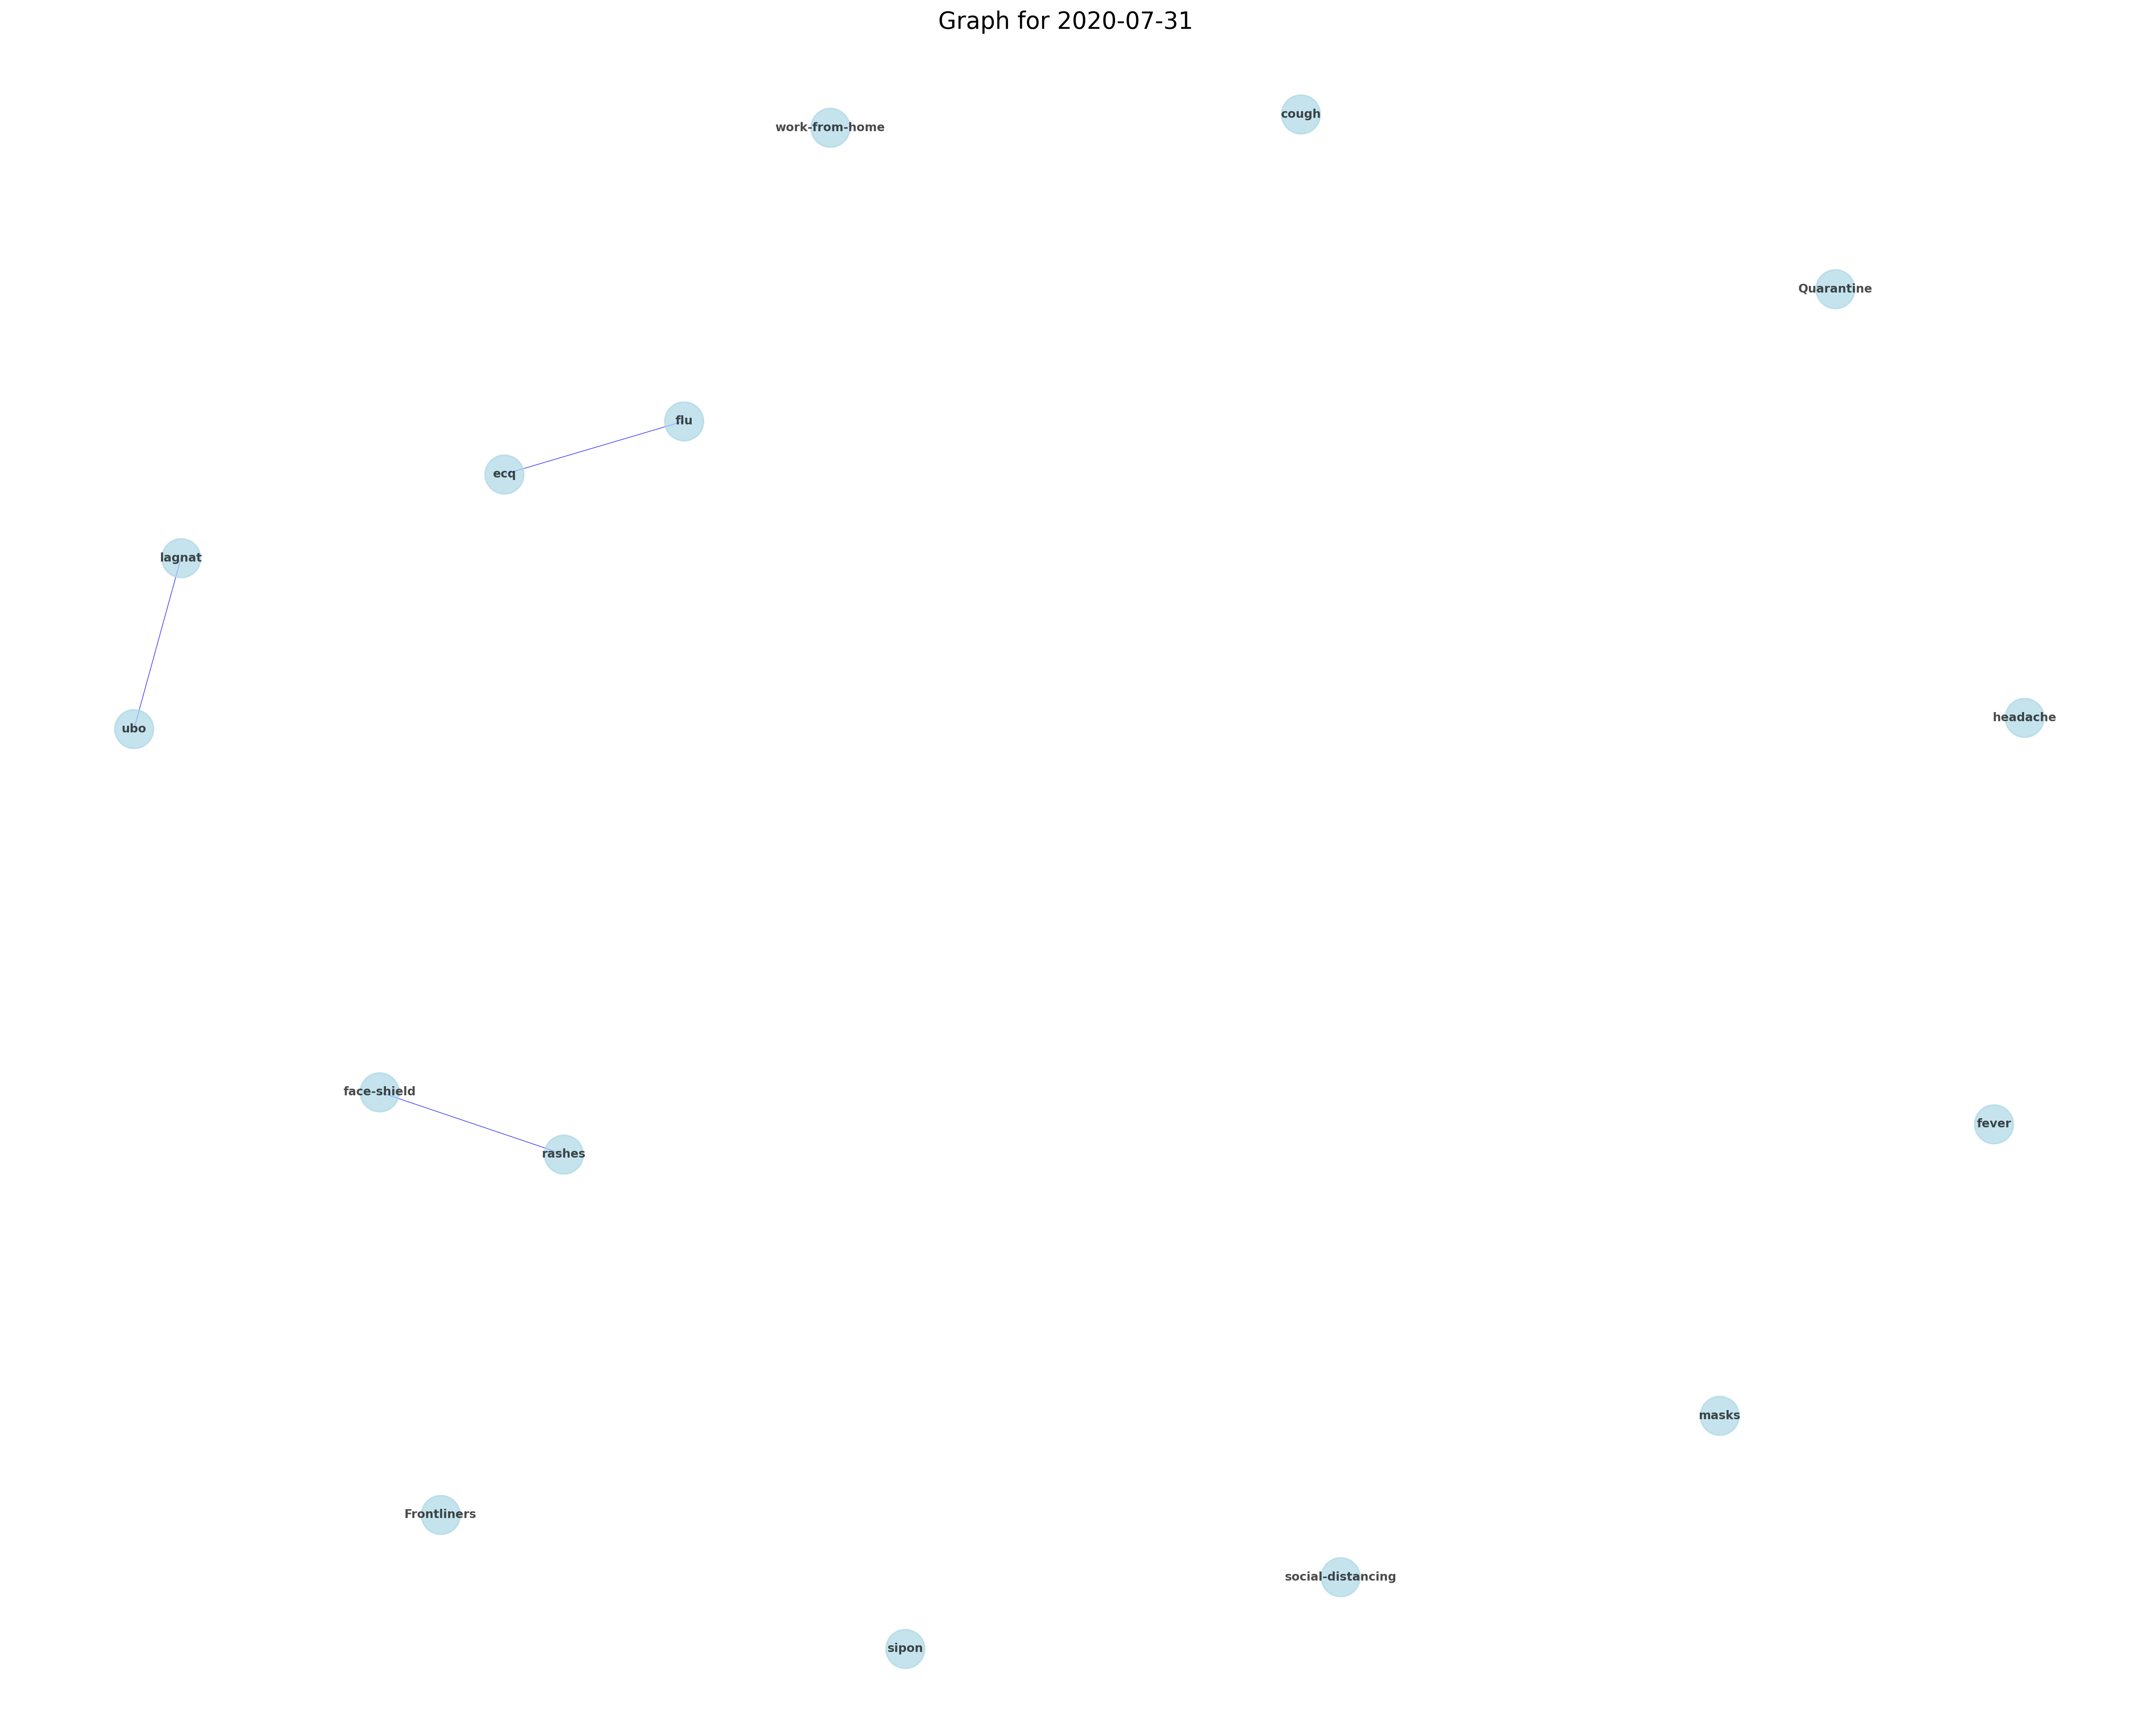 Graph for 2020-07-31
cough
work-from-home
Quarantine
flu
ecq
lagnat
headache
ubo
face-shield
fever
rashes
masks
Frontliners
social-distancing
sipon